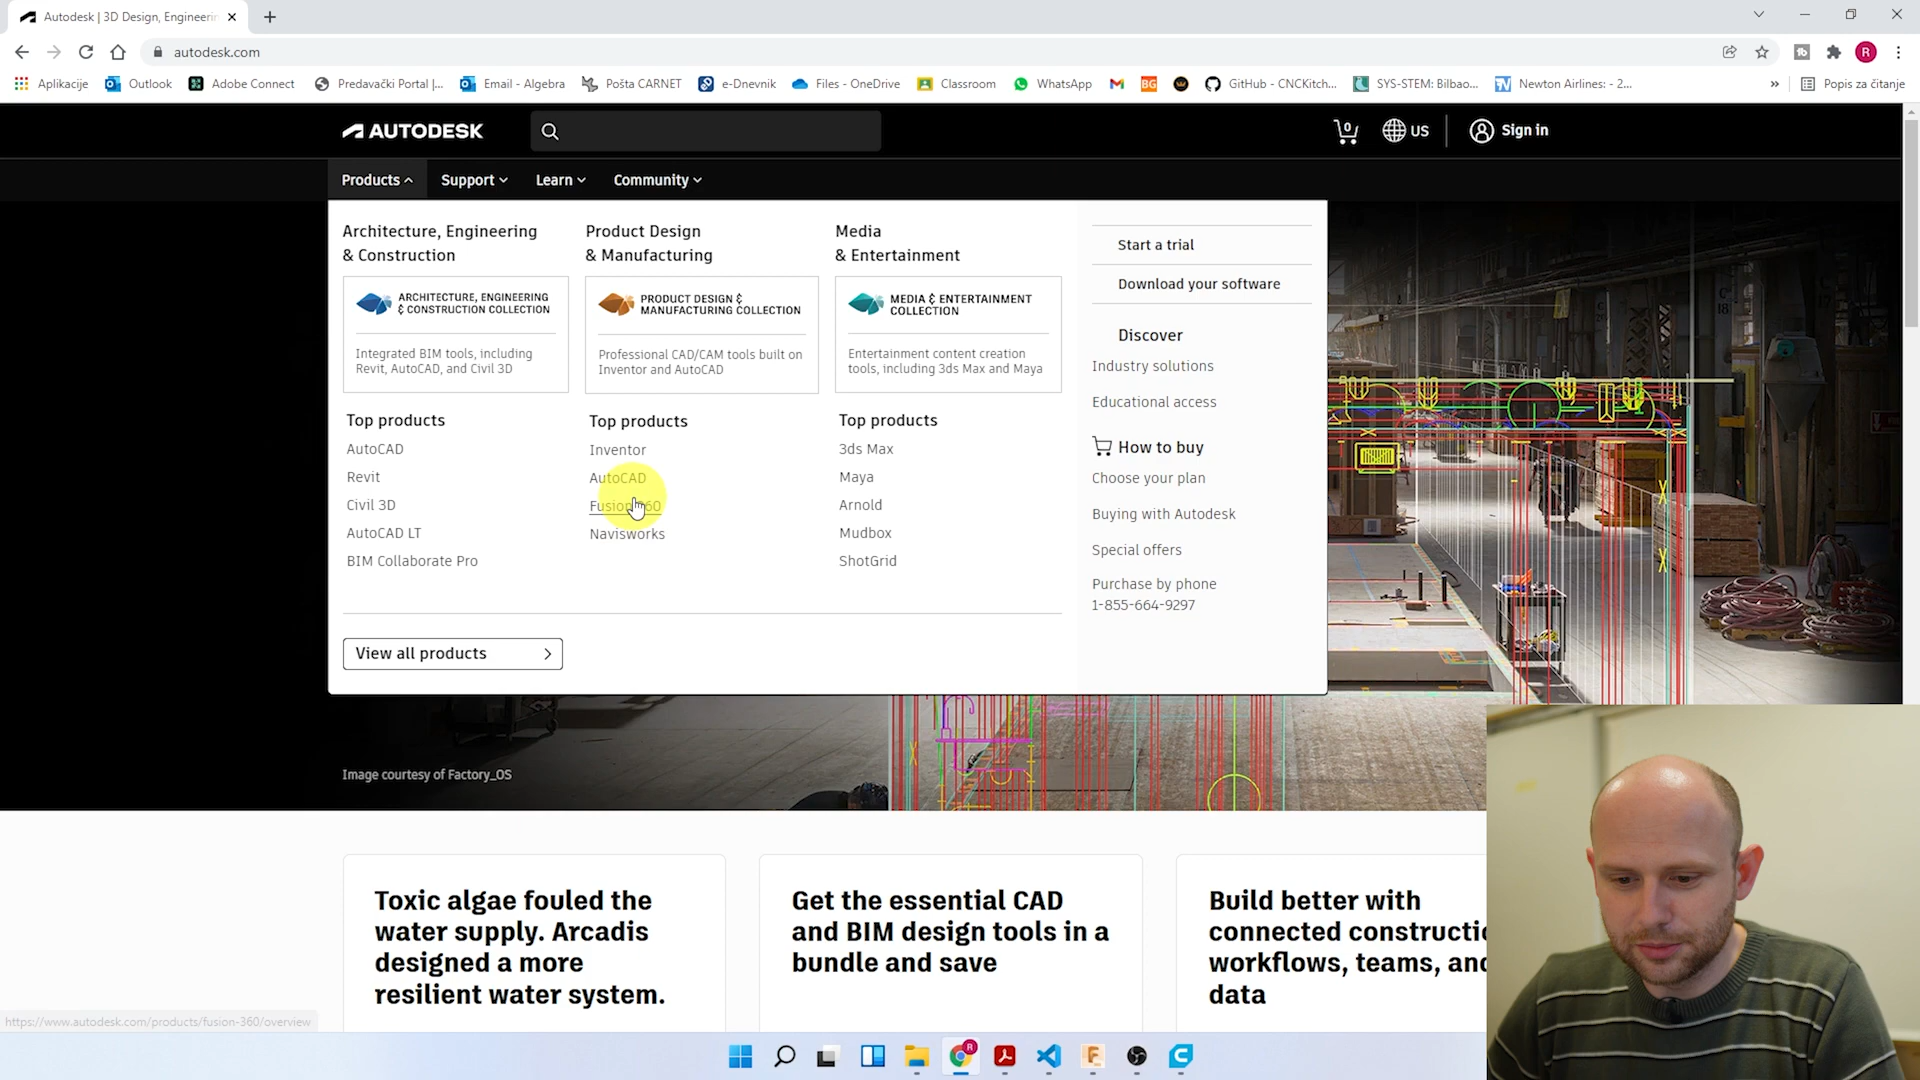 Autodesk | 3D Design, Engineerin
autodesk.com
Aplikacije
Outlook
Adobe Connect
Predavački Portal |...
Email - Algebra
Pošta CARNET
e-Dnevnik
Files - OneDrive
Classroom
WhatsApp
BG
GitHub - CNCKitch...
SYS-STEM: Bilbao...
Newton Airlines: - 2...
»
Popis za čitanje
AUTODESK
0
US
Sign in
Products
Support
Learn
Community
Architecture, Engineering
& Construction
ARCHITECTURE, ENGINEERING
& CONSTRUCTION COLLECTION
Integrated BIM tools, including
Revit, AutoCAD, and Civil 3D
Top products
AutoCAD
Revit
Civil 3D
AutoCAD LT
BIM Collaborate Pro
Product Design
& Manufacturing
PRODUCT DESIGN &
MANUFACTURING COLLECTION
Professional CAD/CAM tools built on
Inventor and AutoCAD
Top products
Inventor
AutoCAD
Fusion 360
Navisworks
Media
& Entertainment
MEDIA & ENTERTAINMENT
COLLECTION
Entertainment content creation
tools, including 3ds Max and Maya
Top products
3ds Max
Maya
Arnold
Mudbox
ShotGrid
View all products
Start a trial
Download your software
Discover
Industry solutions
Educational access
How to buy
Choose your plan
Buying with Autodesk
Special offers
Purchase by phone
1-855-664-9297
Image courtesy of Factory_OS
Toxic algae fouled the
water supply. Arcadis
designed a more
resilient water system.
Get the essential CAD
and BIM design tools in a
bundle and save
Build better with
connected constructi
workflows, teams, an
data
https://www.autodesk.com/products/fusion-360/overview